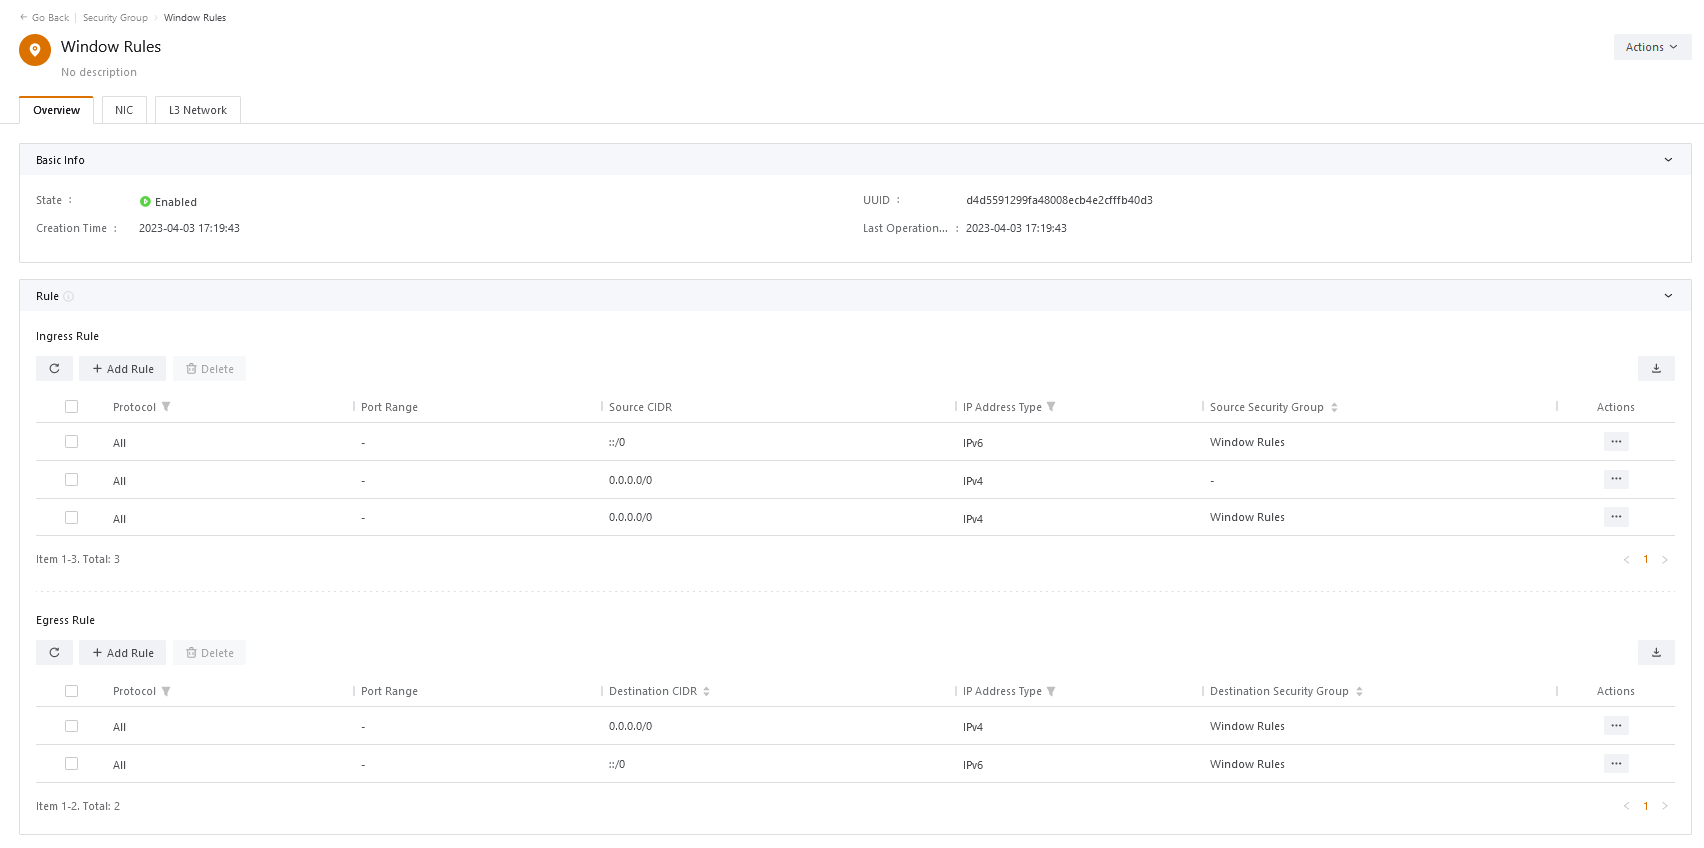 ← Go Back | Security Group › Window Rules
Window Rules
Actions
No description
Overview NIC L3 Network
Basic Info
State : Enabled UUID : d4d5591299fa48008ecb4e2cfffb40d3
Creation Time : 2023-04-03 17:19:43 Last Operation... : 2023-04-03 17:19:43
Rule
Ingress Rule
+ Add Rule Delete
Protocol Port Range Source CIDR IP Address Type Source Security Group Actions
All - ::/0 IPv6 Window Rules ...
All - 0.0.0.0/0 IPv4 - ...
All - 0.0.0.0/0 IPv4 Window Rules ...
Item 1-3. Total: 3 < 1 >
Egress Rule
+ Add Rule Delete
Protocol Port Range Destination CIDR IP Address Type Destination Security Group Actions
All - 0.0.0.0/0 IPv4 Window Rules ...
All - ::/0 IPv6 Window Rules ...
Item 1-2. Total: 2 < 1 >